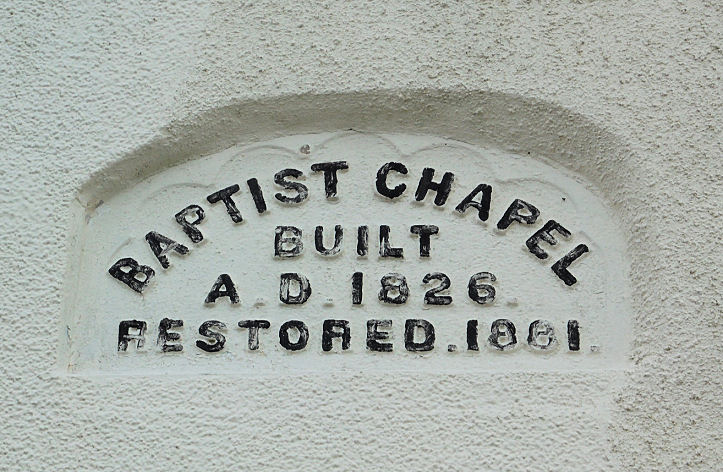 BAPTIST CHAPEL
BUILT
A.D.1826
RESTORED.1881.